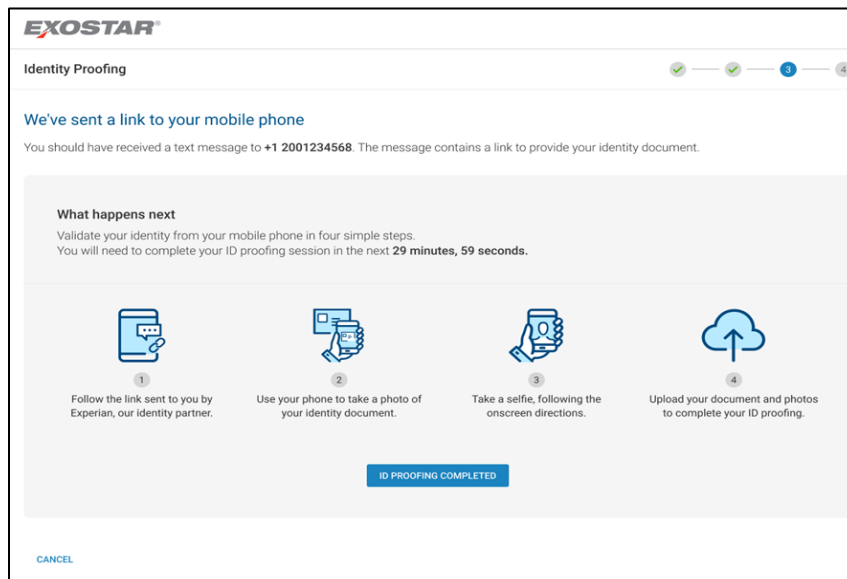 EXOSTAR®
Identity Proofing
3
4
We've sent a link to your mobile phone
You should have received a text message to +1 2001234568. The message contains a link to provide your identity document.
What happens next
Validate your identity from your mobile phone in four simple steps.
You will need to complete your ID proofing session in the next 29 minutes, 59 seconds.
1
Follow the link sent to you by
Experian, our identity partner.
2
Use your phone to take a photo of
your identity document.
3
Take a selfie, following the
onscreen directions.
4
Upload your document and photos
to complete your ID proofing.
ID PROOFING COMPLETED
CANCEL